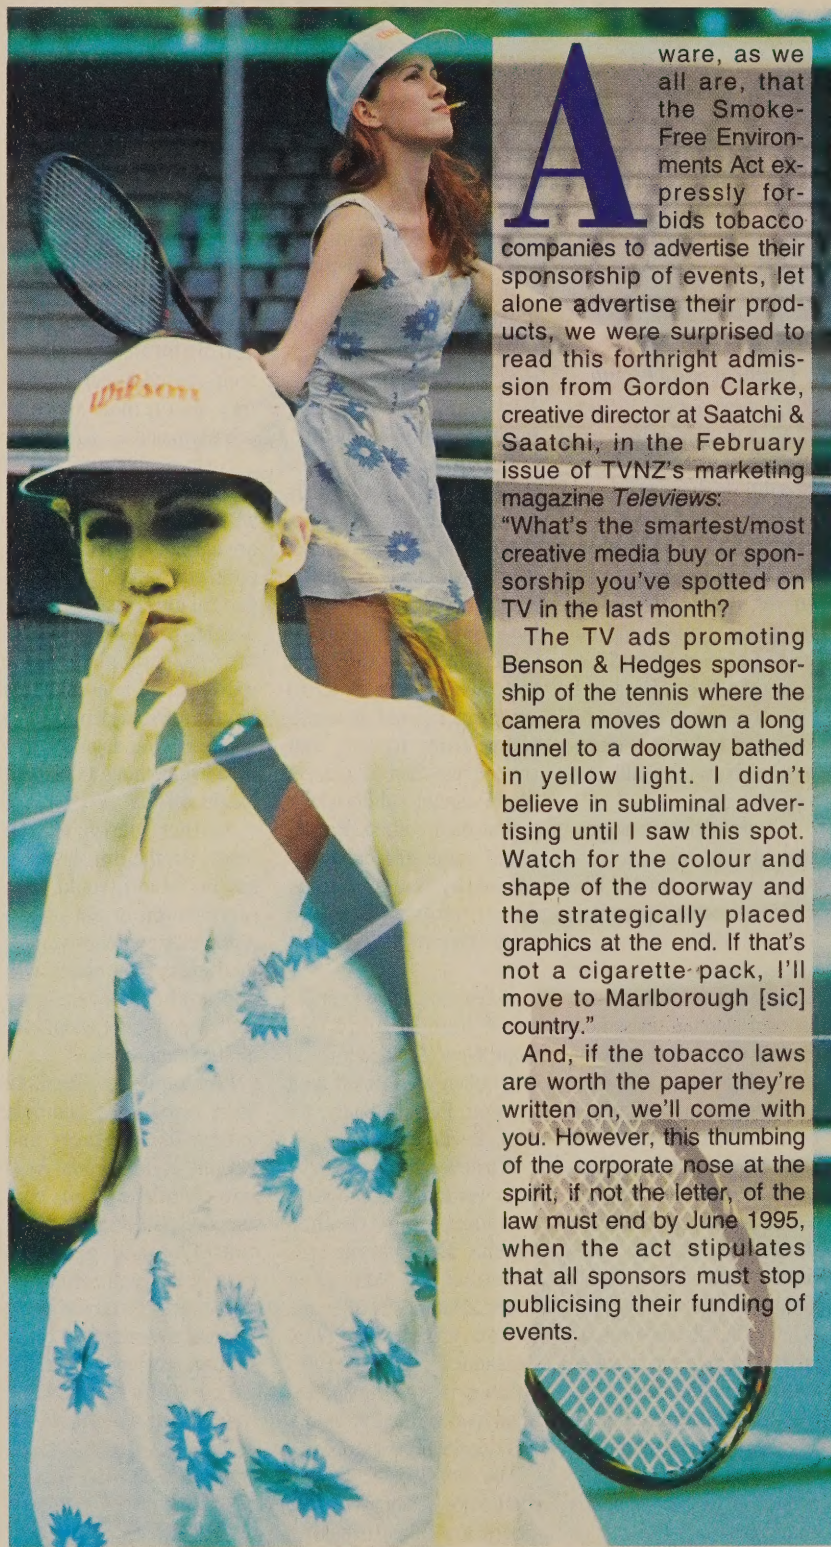 Wilson
Aware, as we
all are, that
the Smoke-
Free Environ-
ments Act ex-
pressly for-
bids tobacco
companies to advertise their
sponsorship of events, let
alone advertise their prod-
ucts, we were surprised to
read this forthright admis-
sion from Gordon Clarke,
creative director at Saatchi &
Saatchi, in the February
issue of TVNZ's marketing
magazine Televiews:
"What's the smartest/most
creative media buy or spon-
sorship you've spotted on
TV in the last month?
The TV ads promoting
Benson & Hedges sponsor-
ship of the tennis where the
camera moves down a long
tunnel to a doorway bathed
in yellow light. I didn't
believe in subliminal adver-
tising until I saw this spot.
Watch for the colour and
shape of the doorway and
the strategically placed
graphics at the end. If that's
not a cigarette pack, I'll
move to Marlborough [sic]
country."
And, if the tobacco laws
are worth the paper they're
written on, we'll come with
you. However, this thumbing
of the corporate nose at the
spirit, if not the letter, of the
law must end by June 1995,
when the act stipulates
that all sponsors must stop
publicising their funding of
events.